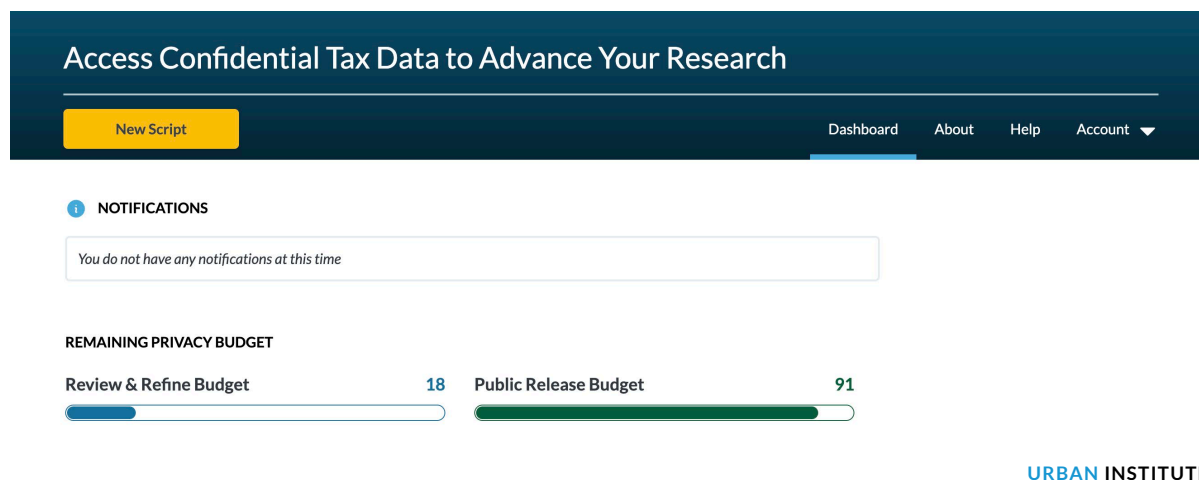 Access Confidential Tax Data to Advance Your Research
New Script
Dashboard About Help Account
i NOTIFICATIONS
You do not have any notifications at this time
REMAINING PRIVACY BUDGET
Review & Refine Budget 18 Public Release Budget 91
URBAN INSTITUT